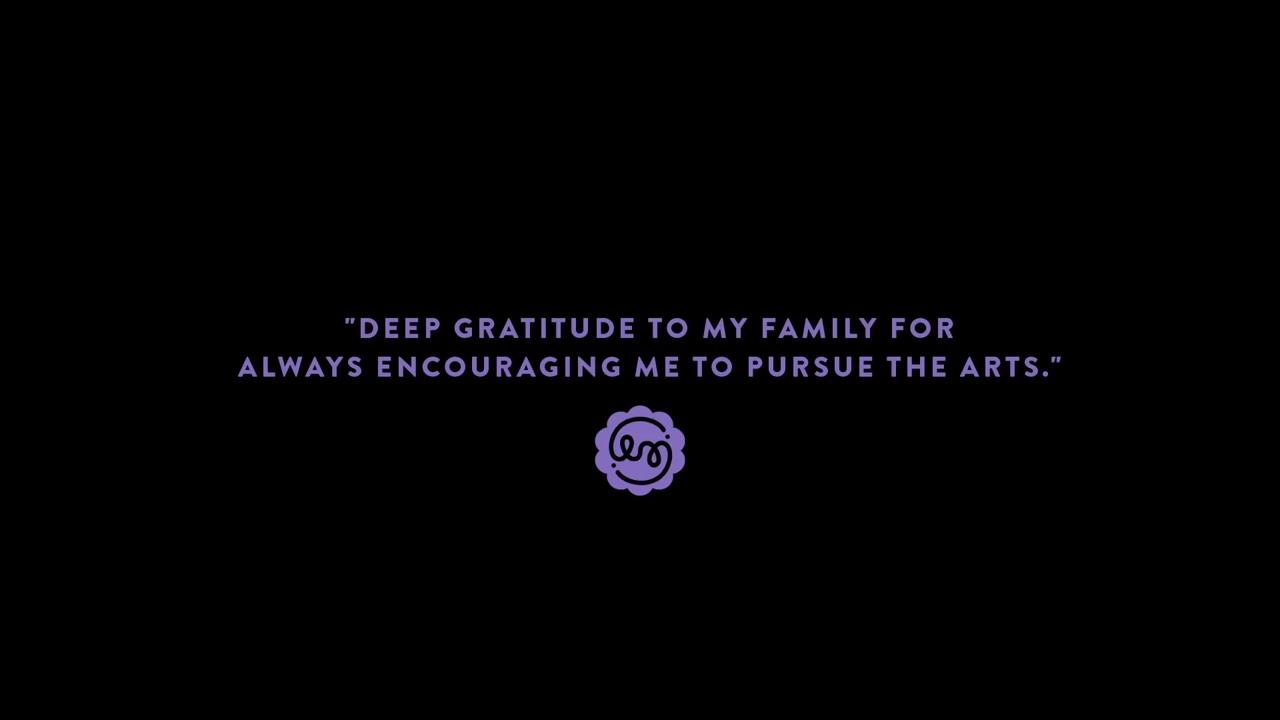 "DEEP GRATITUDE TO MY FAMILY FOR
ALWAYS ENCOURAGING ME TO PURSUE THE ARTS."